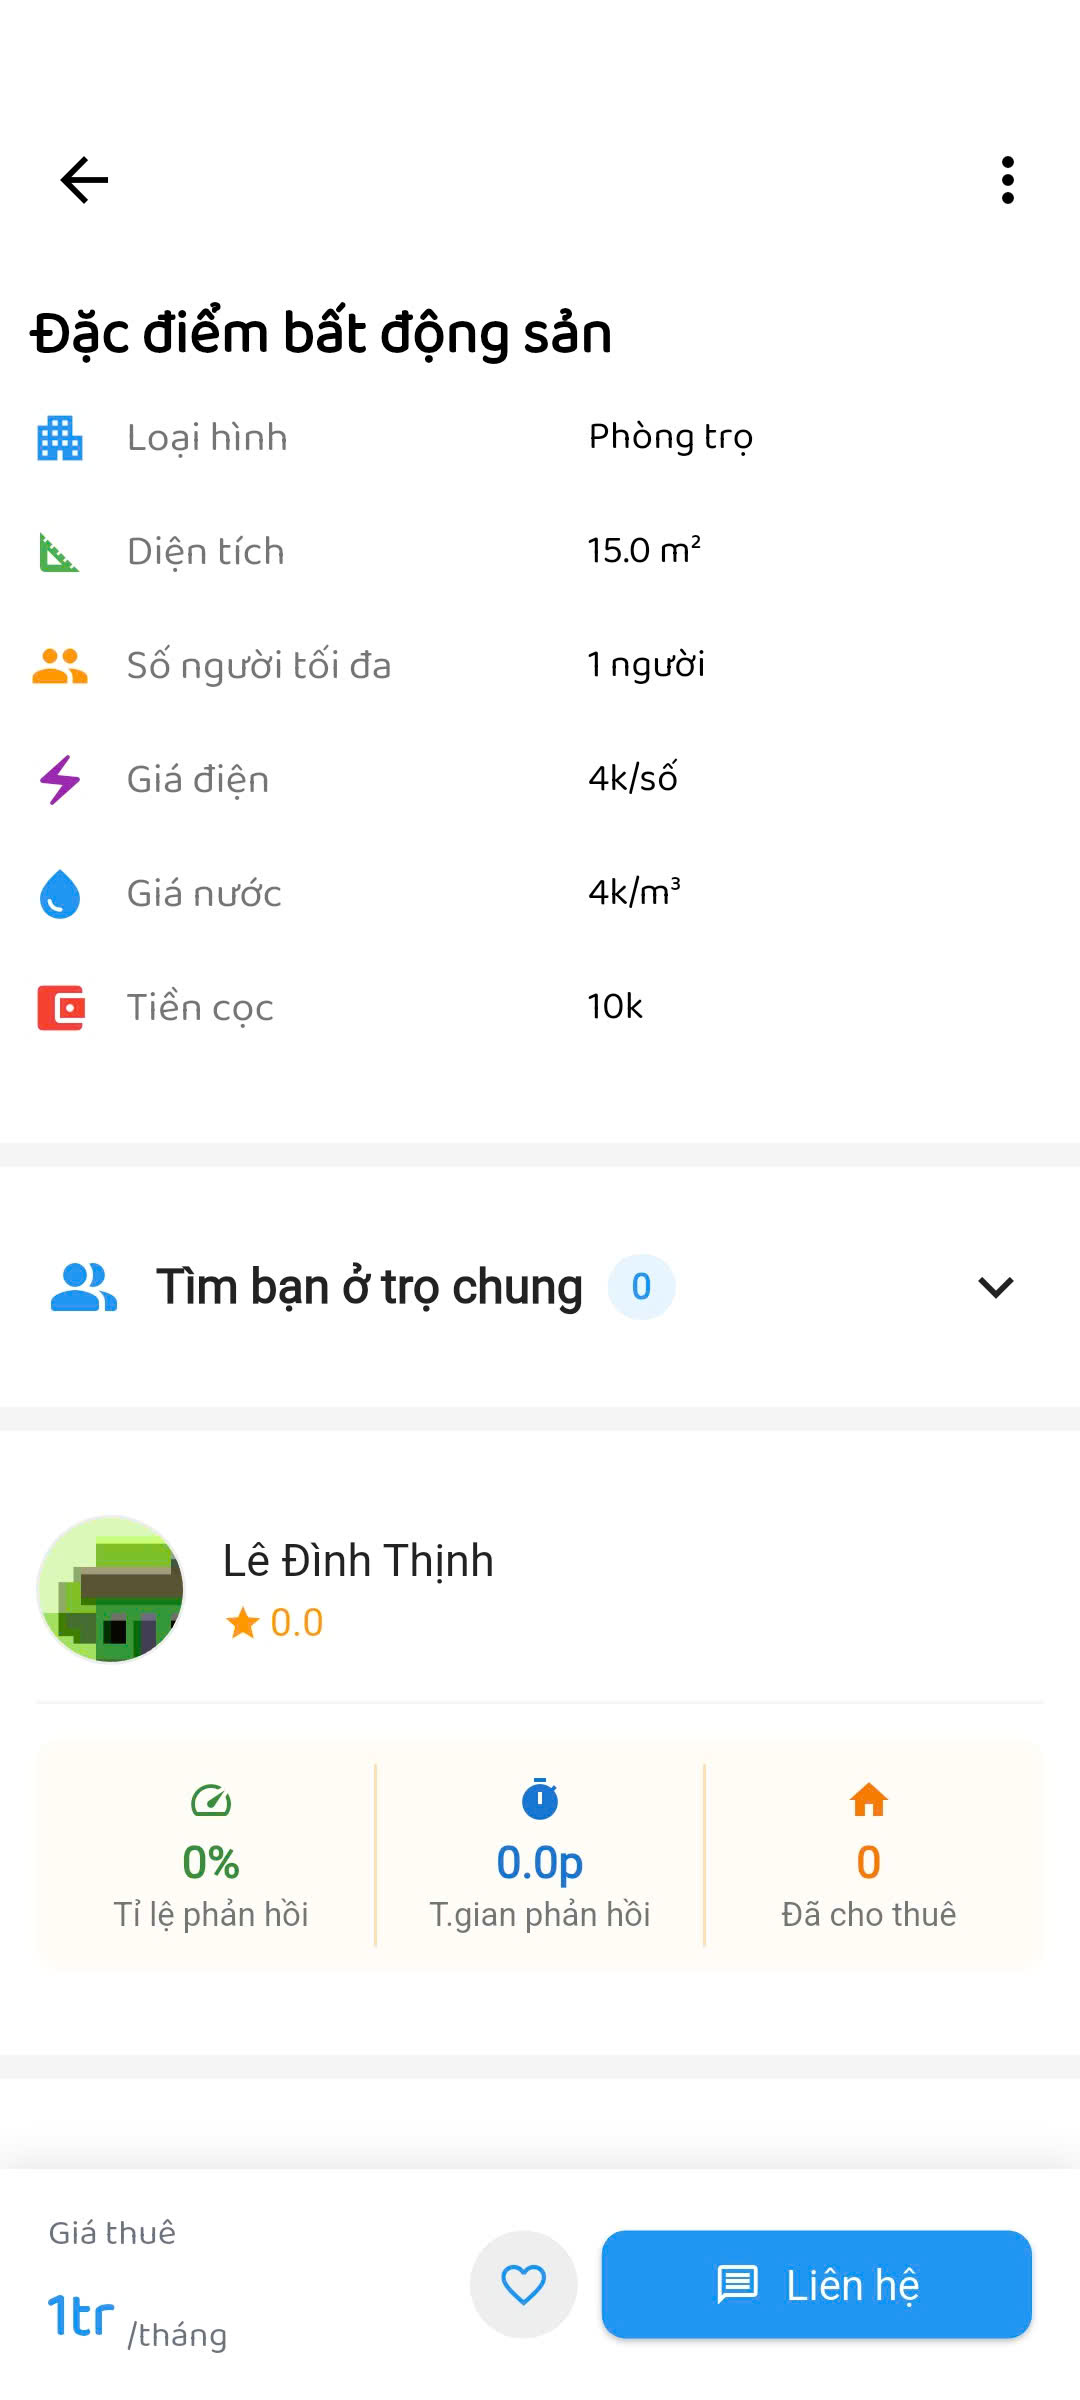 Đặc điểm bất động sản
Loại hình Phòng trọ
Diện tích 15.0 m²
Số người tối đa 1 người
Giá điện 4k/số
Giá nước 4k/m³
Tiền cọc 10k
Tìm bạn ở trọ chung 0
Lê Đình Thịnh
0.0
0% 0.0p 0
Tỉ lệ phản hồi T.gian phản hồi Đã cho thuê
Giá thuê
1tr /tháng
Liên hệ